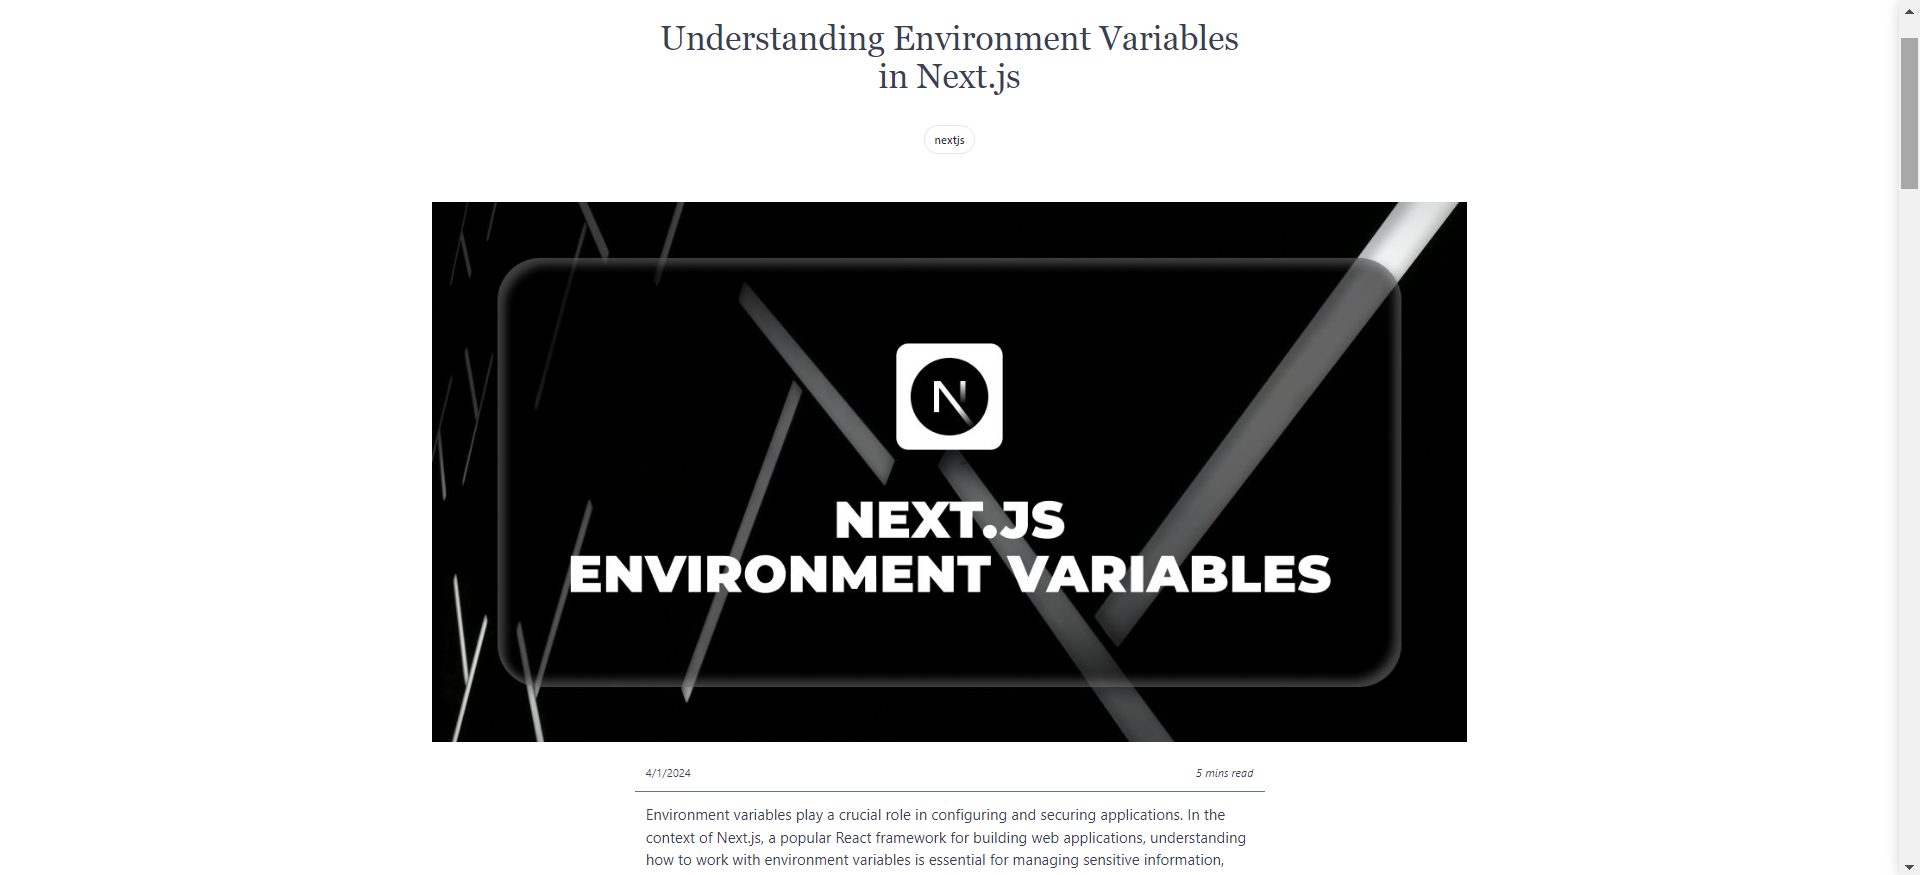 Understanding Environment Variables
in Next.js
nextjs
N
NEXT.JS
ENVIRONMENT VARIABLES
4/1/2024
5 mins read
Environment variables play a crucial role in configuring and securing applications. In the
context of Next.js, a popular React framework for building web applications, understanding
how to work with environment variables is essential for managing sensitive information,